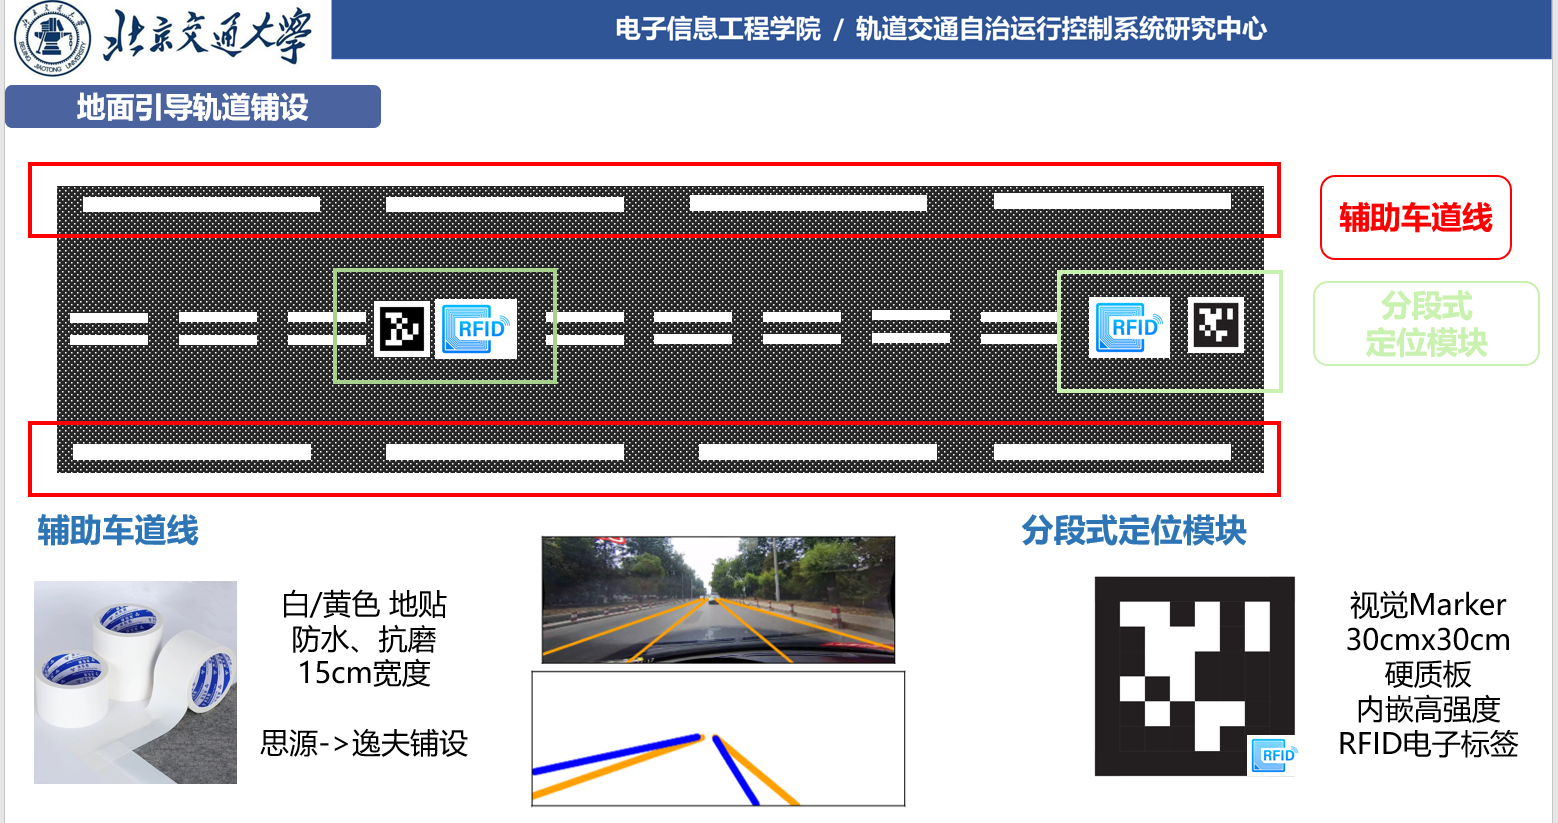 北京交通大学
BEIJING JIAOTONG UNIVERSITY
电子信息工程学院 / 轨道交通自治运行控制系统研究中心
地面引导轨道铺设
辅助车道线
分段式
定位模块
RFID
RFID
辅助车道线
分段式定位模块
白/黄色 地贴
防水、抗磨
15cm宽度
思源->逸夫铺设
视觉Marker
30cmx30cm
硬质板
内嵌高强度
RFID电子标签
RFID